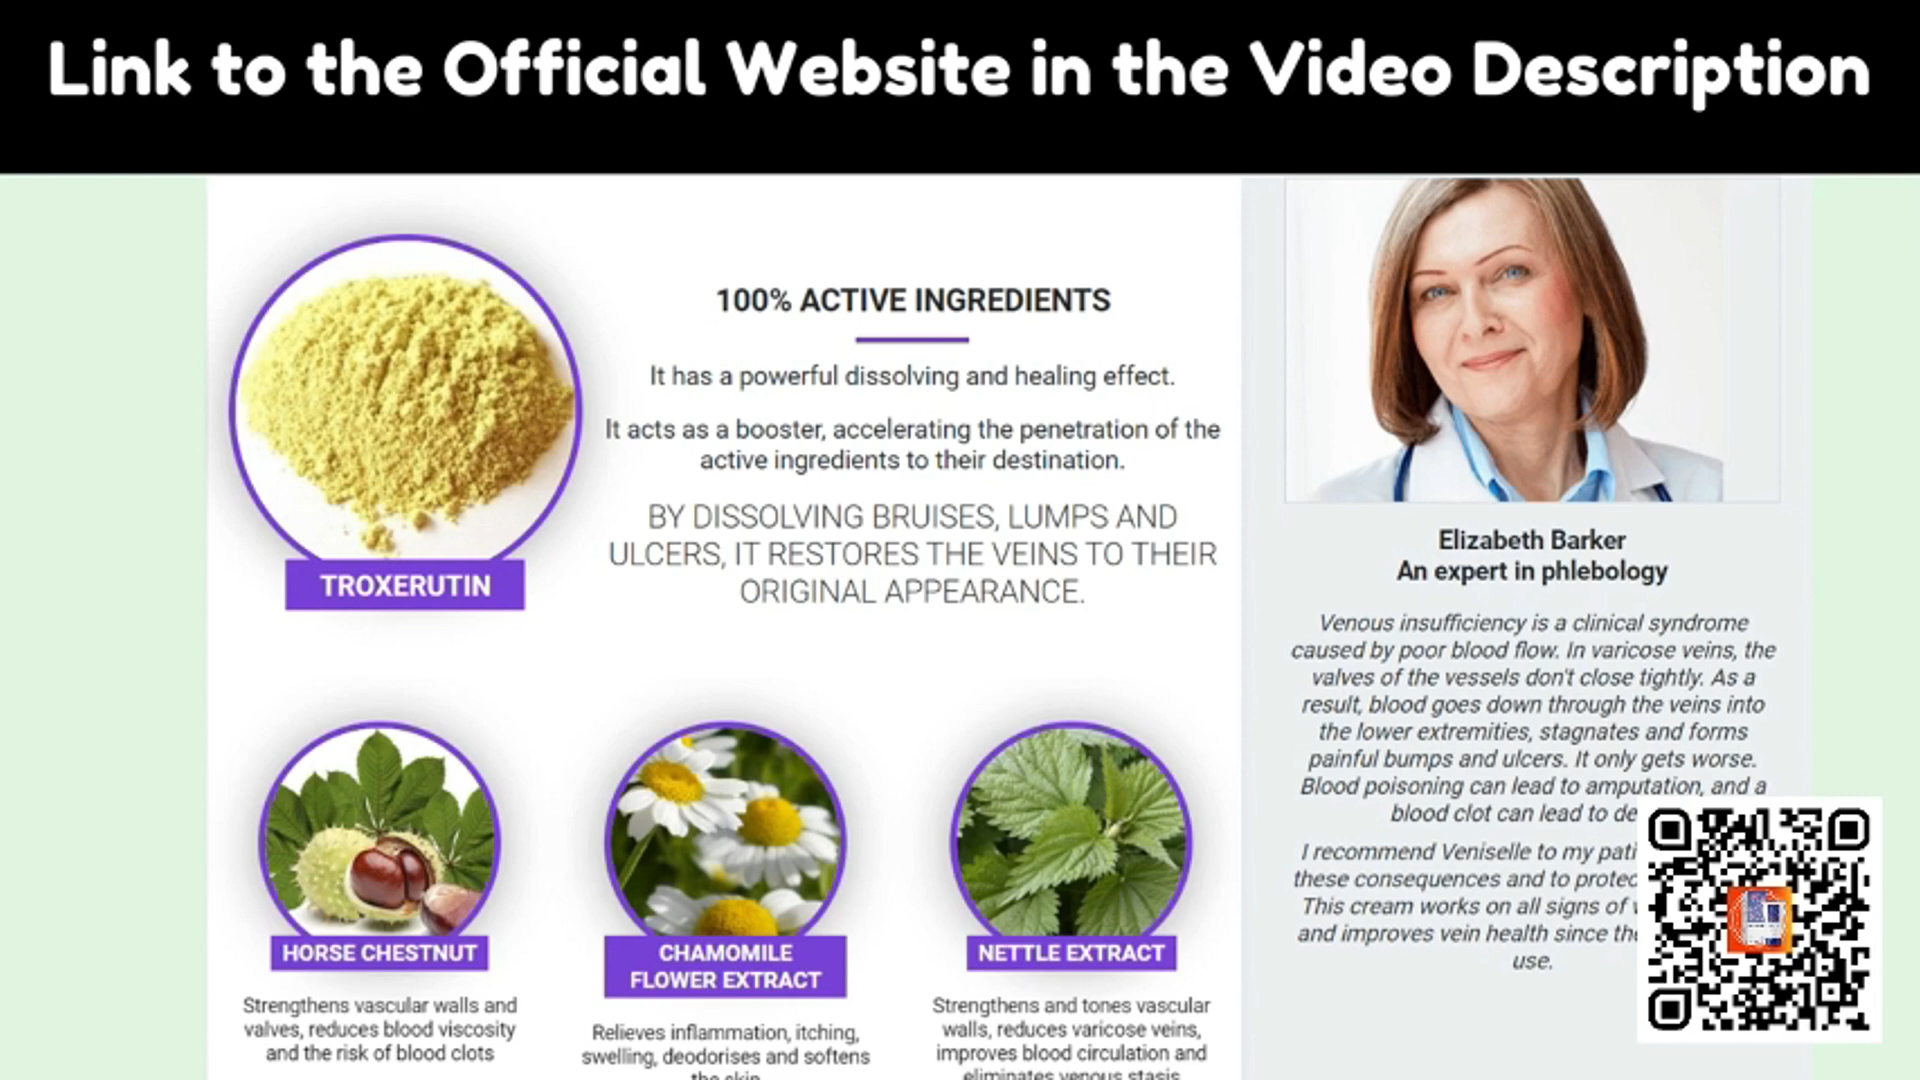 Link to the Official Website in the Video Description
100% ACTIVE INGREDIENTS
It has a powerful dissolving and healing effect.
It acts as a booster, accelerating the penetration of the
active ingredients to their destination.
BY DISSOLVING BRUISES, LUMPS AND
ULCERS, IT RESTORES THE VEINS TO THEIR
ORIGINAL APPEARANCE.
TROXERUTIN
HORSE CHESTNUT
Strengthens vascular walls and
valves, reduces blood viscosity
and the risk of blood clots
CHAMOMILE
FLOWER EXTRACT
Relieves inflammation, itching,
swelling, deodorises and softens
the skin
NETTLE EXTRACT
Strengthens and tones vascular
walls, reduces varicose veins,
improves blood circulation and
eliminates venous stasis
Elizabeth Barker
An expert in phlebology
Venous insufficiency is a clinical syndrome
caused by poor blood flow. In varicose veins, the
valves of the vessels don't close tightly. As a
result, blood goes down through the veins into
the lower extremities, stagnates and forms
painful bumps and ulcers. It only gets worse.
Blood poisoning can lead to amputation, and a
blood clot can lead to de
I recommend Veniselle to my pati
these consequences and to protec
This cream works on all signs of
and improves vein health since the
use.